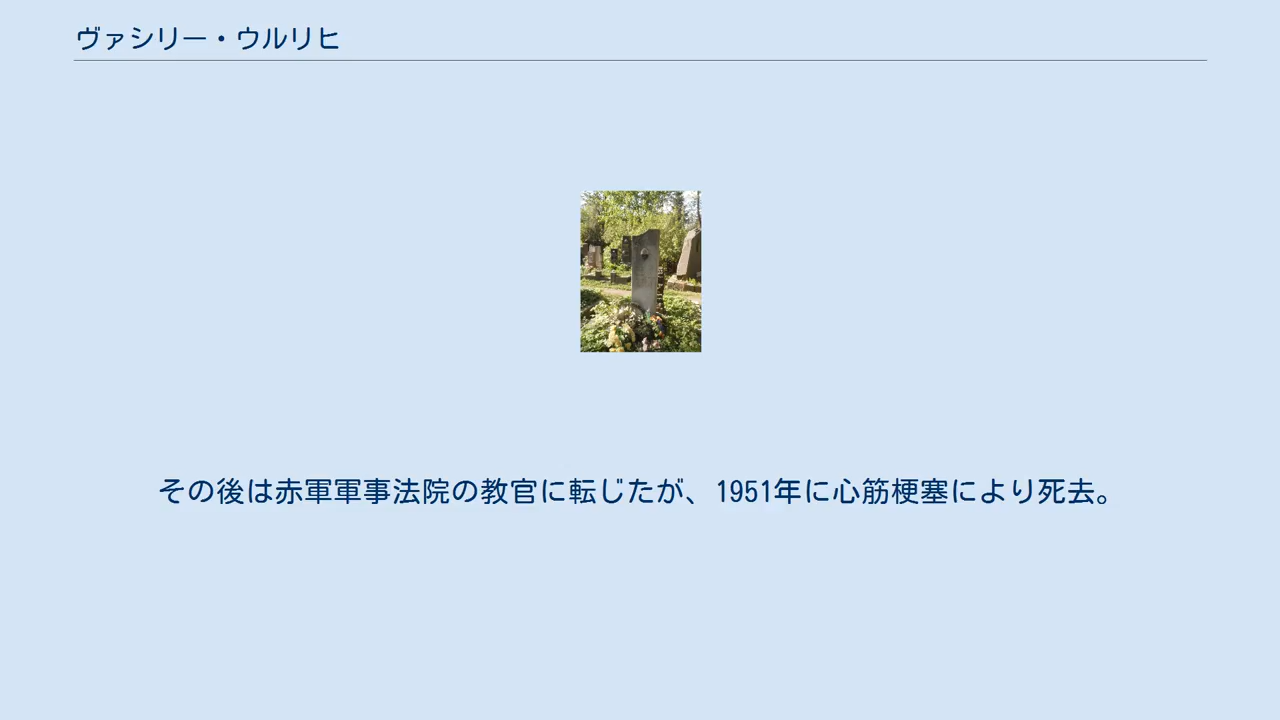 ヴァシリー・ウルリヒ
その後は赤軍軍事法院の教官に転じたが、1951年に心筋梗塞により死去。